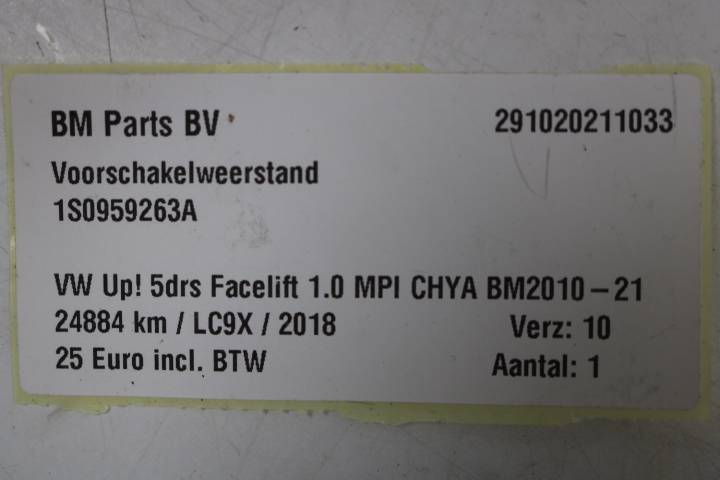 BM Parts BV 291020211033
Voorschakelweerstand
1S0959263A
VW Up! 5drs Facelift 1.0 MPI CHYA BM2010-21
24884 km / LC9X / 2018 Verz: 10
25 Euro incl. BTW Aantal: 1